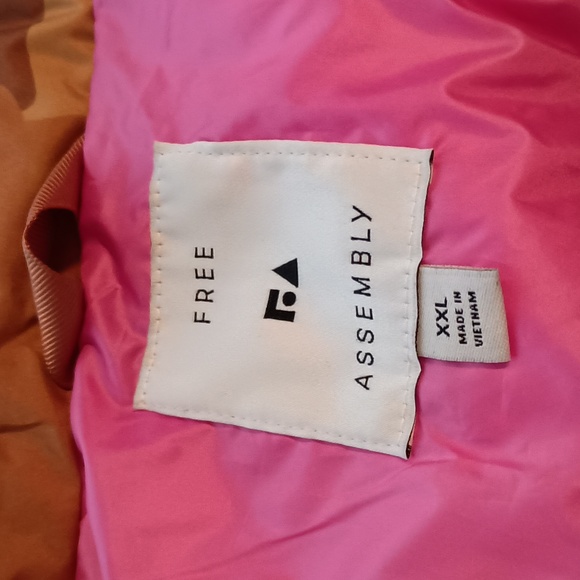 FREE
ASSEMBLY
XXL
MADE IN
VIETNAM